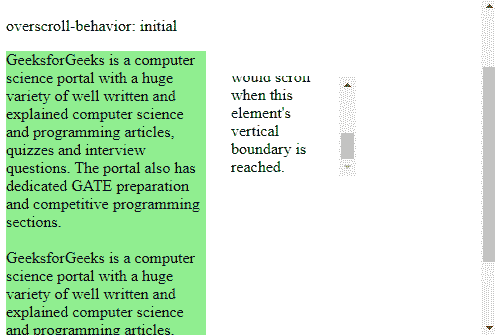 overscroll-behavior: initial
GeeksforGeeks is a computer
science portal with a huge
variety of well written and
explained computer science
and programming articles,
quizzes and interview
questions. The portal also has
dedicated GATE preparation
and competitive programming
sections.
GeeksforGeeks is a computer
science portal with a huge
variety of well written and
explained computer science
and programming articles,
would scroll
when this
element's
vertical
boundary is
reached.